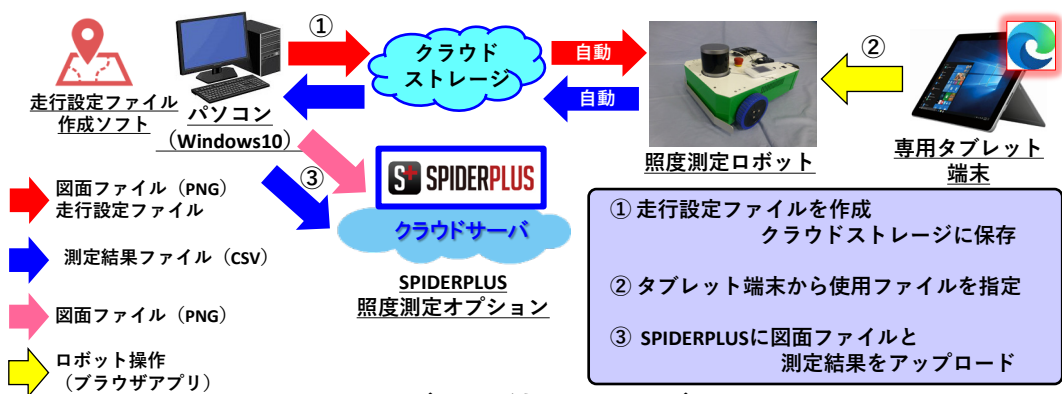 ①
クラウド
ストレージ
自動
自動
②
走行設定ファイル
作成ソフト
パソコン
（Windows10）
照度測定ロボット
専用タブレット
端末
③
S+ SPIDERPLUS
クラウドサーバ
SPIDERPLUS
照度測定オプション
図面ファイル（PNG）
走行設定ファイル
測定結果ファイル（CSV）
図面ファイル（PNG）
ロボット操作
（ブラウザアプリ）
① 走行設定ファイルを作成
クラウドストレージに保存
② タブレット端末から使用ファイルを指定
③ SPIDERPLUSに図面ファイルと
測定結果をアップロード